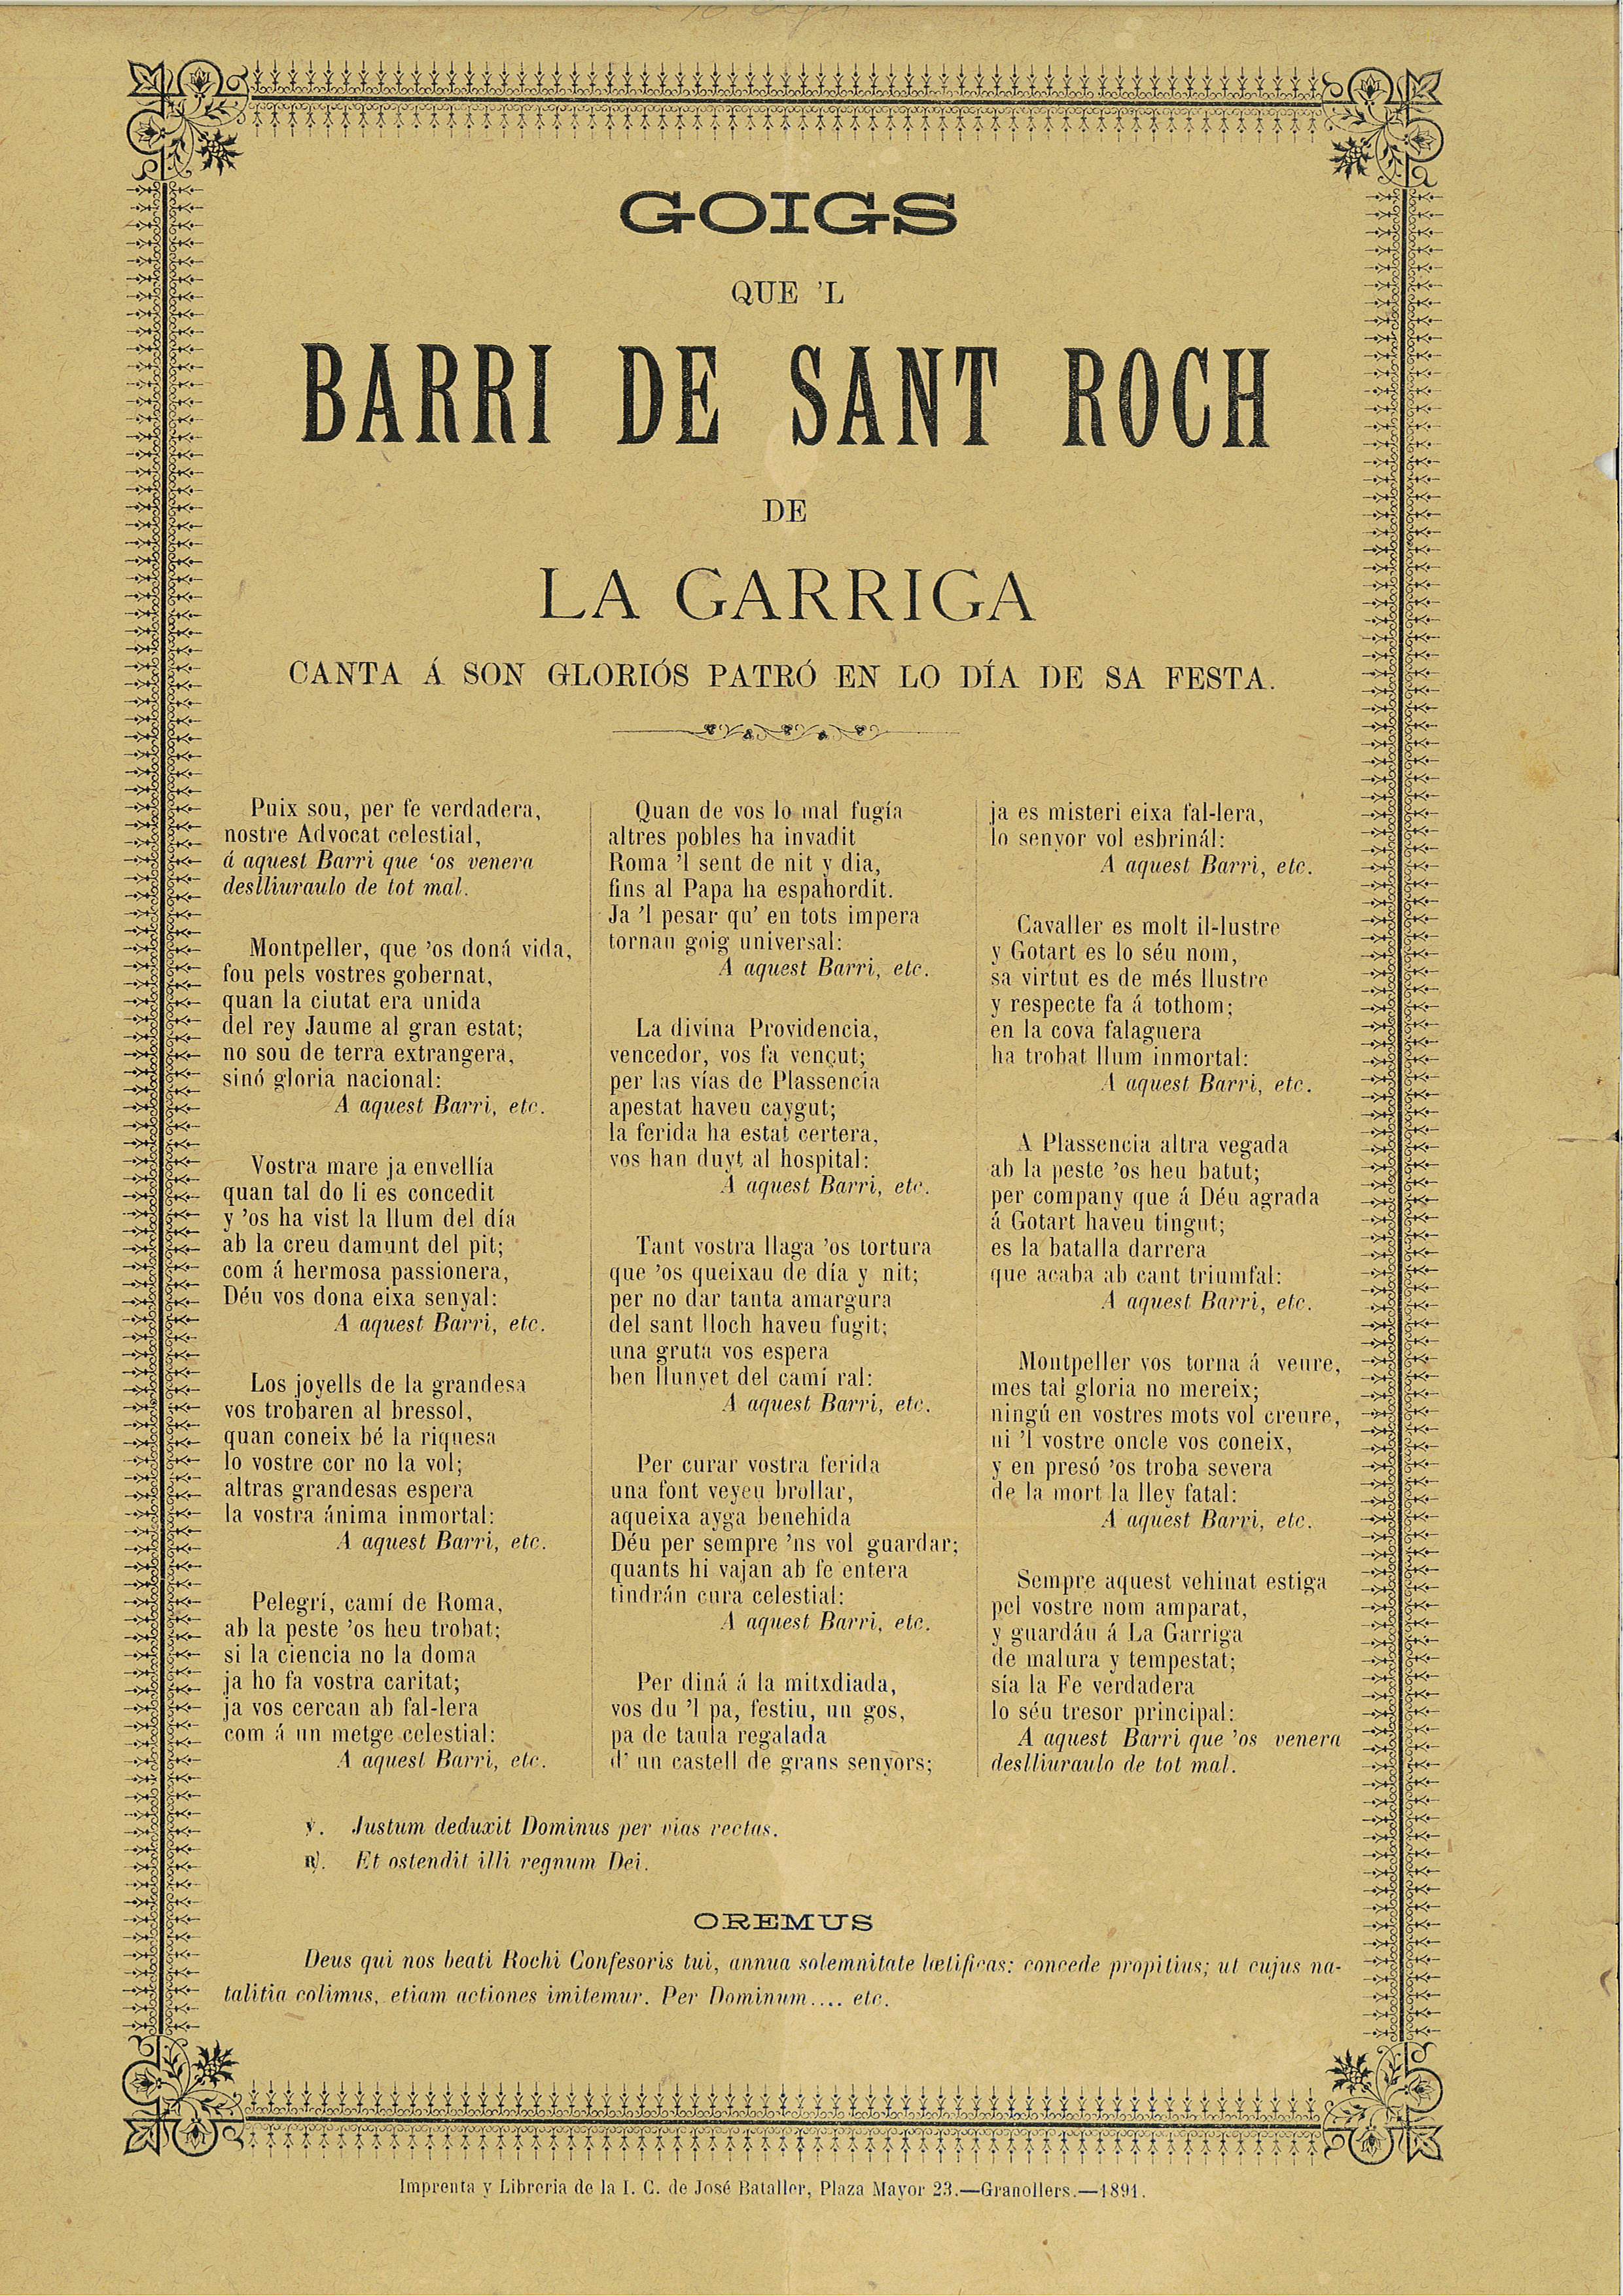 GOIGS
QUE 'L
BARRI DE SANT ROCH
DE
LA GARRIGA
CANTA Á SON GLORIÓS PATRÓ EN LO DÍA DE SA FESTA.
Puix sou, per fe verdadera,
nostre Advocat celestial,
á aquest Barri que 'os venera
deslliuraulo de tot mal.
Montpeller, que 'os doná vida,
fou pels vostres gobernat,
quan la ciutat era unida
del rey Jaume al gran estat;
no sou de terra extrangera,
sinó gloria nacional:
A aquest Barri, etc.
Vostra mare ja envellía
quan tal do li es concedit
y 'os ha vist la llum del día
ab la creu damunt del pit;
com á hermosa passionera,
Déu vos dona eixa senyal:
A aquest Barri, etc.
Los joyells de la grandesa
vos trobaren al bressol,
quan coneix bé la riquesa
lo vostre cor no la vol;
altras grandesas espera
la vostra ánima inmortal:
A aquest Barri, etc.
Pelegrí, camí de Roma,
ab la peste 'os heu trobat;
si la ciencia no la doma
ja ho fa vostra caritat;
ja vos cercan ab fal-lera
com á un metge celestial:
A aquest Barri, etc.
Quan de vos lo mal fugía
altres pobles ha invadit
Roma 'l sent de nit y dia,
fins al Papa ha espahordit.
Ja 'l pesar qu' en tots impera
tornau goig universal:
A aquest Barri, etc.
La divina Providencia,
vencedor, vos fa vençut;
per las vías de Plassencia
apestat haveu caygut;
la ferida ha estat certera,
vos han duyt al hospital:
A aquest Barri, etc.
Tant vostra llaga 'os tortura
que 'os queixau de día y nit;
per no dar tanta amargura
del sant lloch haveu fugit;
una gruta vos espera
ben llunyet del camí ral:
A aquest Barri, etc.
Per curar vostra ferida
una font veyeu brollar,
aqueixa ayga benehida
Déu per sempre 'ns vol guardar;
quants hi vajan ab fe entera
tindrán cura celestial:
A aquest Barri, etc.
Per diná á la mitxdiada,
vos du 'l pa, festiu, un gos,
pa de taula regalada
d' un castell de grans senyors;
ja es misteri eixa fal-lera,
lo senyor vol esbrinál:
A aquest Barri, etc.
Cavaller es molt il-lustre
y Gotart es lo séu nom,
sa virtut es de més llustre
y respecte fa á tothom;
en la cova falaguera
ha trobat llum inmortal:
A aquest Barri, etc.
A Plassencia altra vegada
ab la peste 'os heu batut;
per company que á Déu agrada
á Gotart haveu tingut;
es la batalla darrera
que acaba ab cant triumfal:
A aquest Barri, etc.
Montpeller vos torna á veure,
mes tal gloria no mereix;
ningú en vostres mots vol creure,
ni 'l vostre oncle vos coneix,
y en presó 'os troba severa
de la mort la lley fatal:
A aquest Barri, etc.
Sempre aquest vehinat estiga
pel vostre nom amparat,
y guardáu á La Garriga
de malura y tempestat;
sía la Fe verdadera
lo séu tresor principal:
A aquest Barri que 'os venera
deslliuraulo de tot mal.
℣. Justum deduxit Dominus per vias rectas.
℟. Et ostendit illi regnum Dei.
OREMUS
Deus qui nos beati Rochi Confesoris tui, annua solemnitate lætificas: concede propitius; ut cujus na-
talitia colimus, etiam actiones imitemur. Per Dominum.... etc.
Imprenta y Libreria de la I. C. de José Bataller, Plaza Mayor 23.—Granollers.—1891.